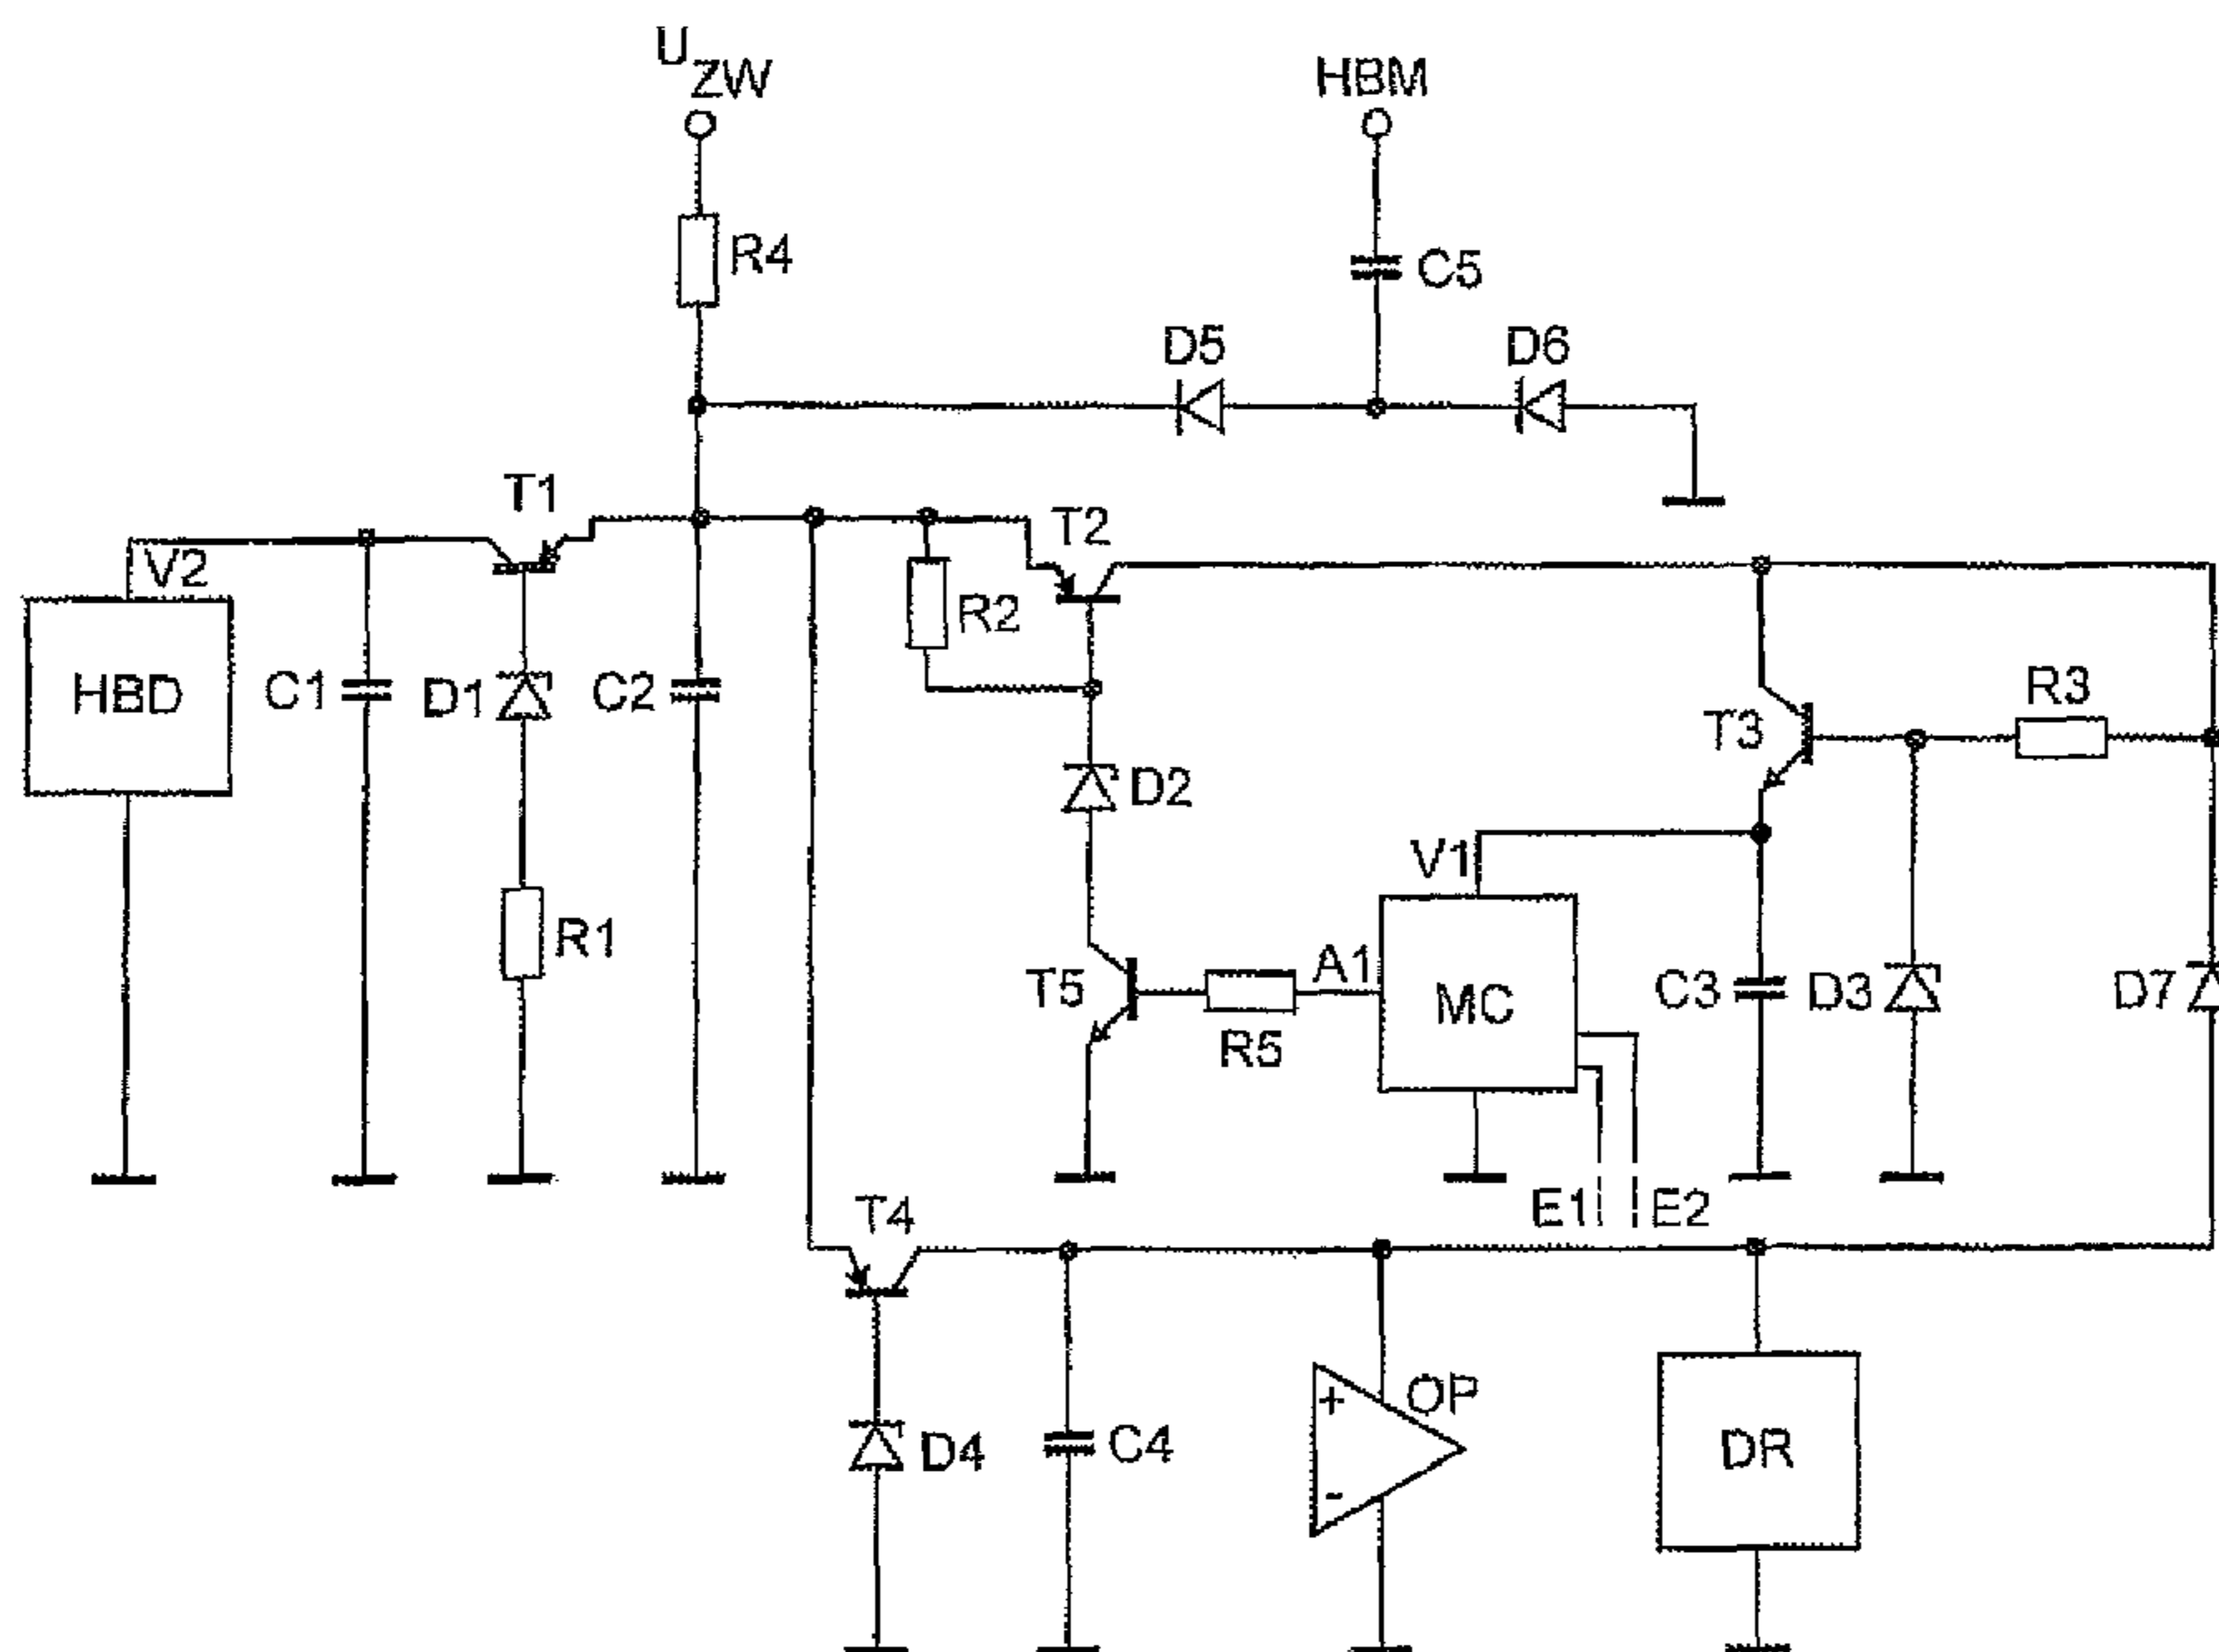 U ZW
HBM
R4
C5
D5
D6
T1
T2
V2
R2
HBD
C1
D1
C2
R3
T3
D2
V1
R1
A1
T5
MC
C3
D3
D7
R5
E1
E2
T4
+
OP
D4
C4
-
DR